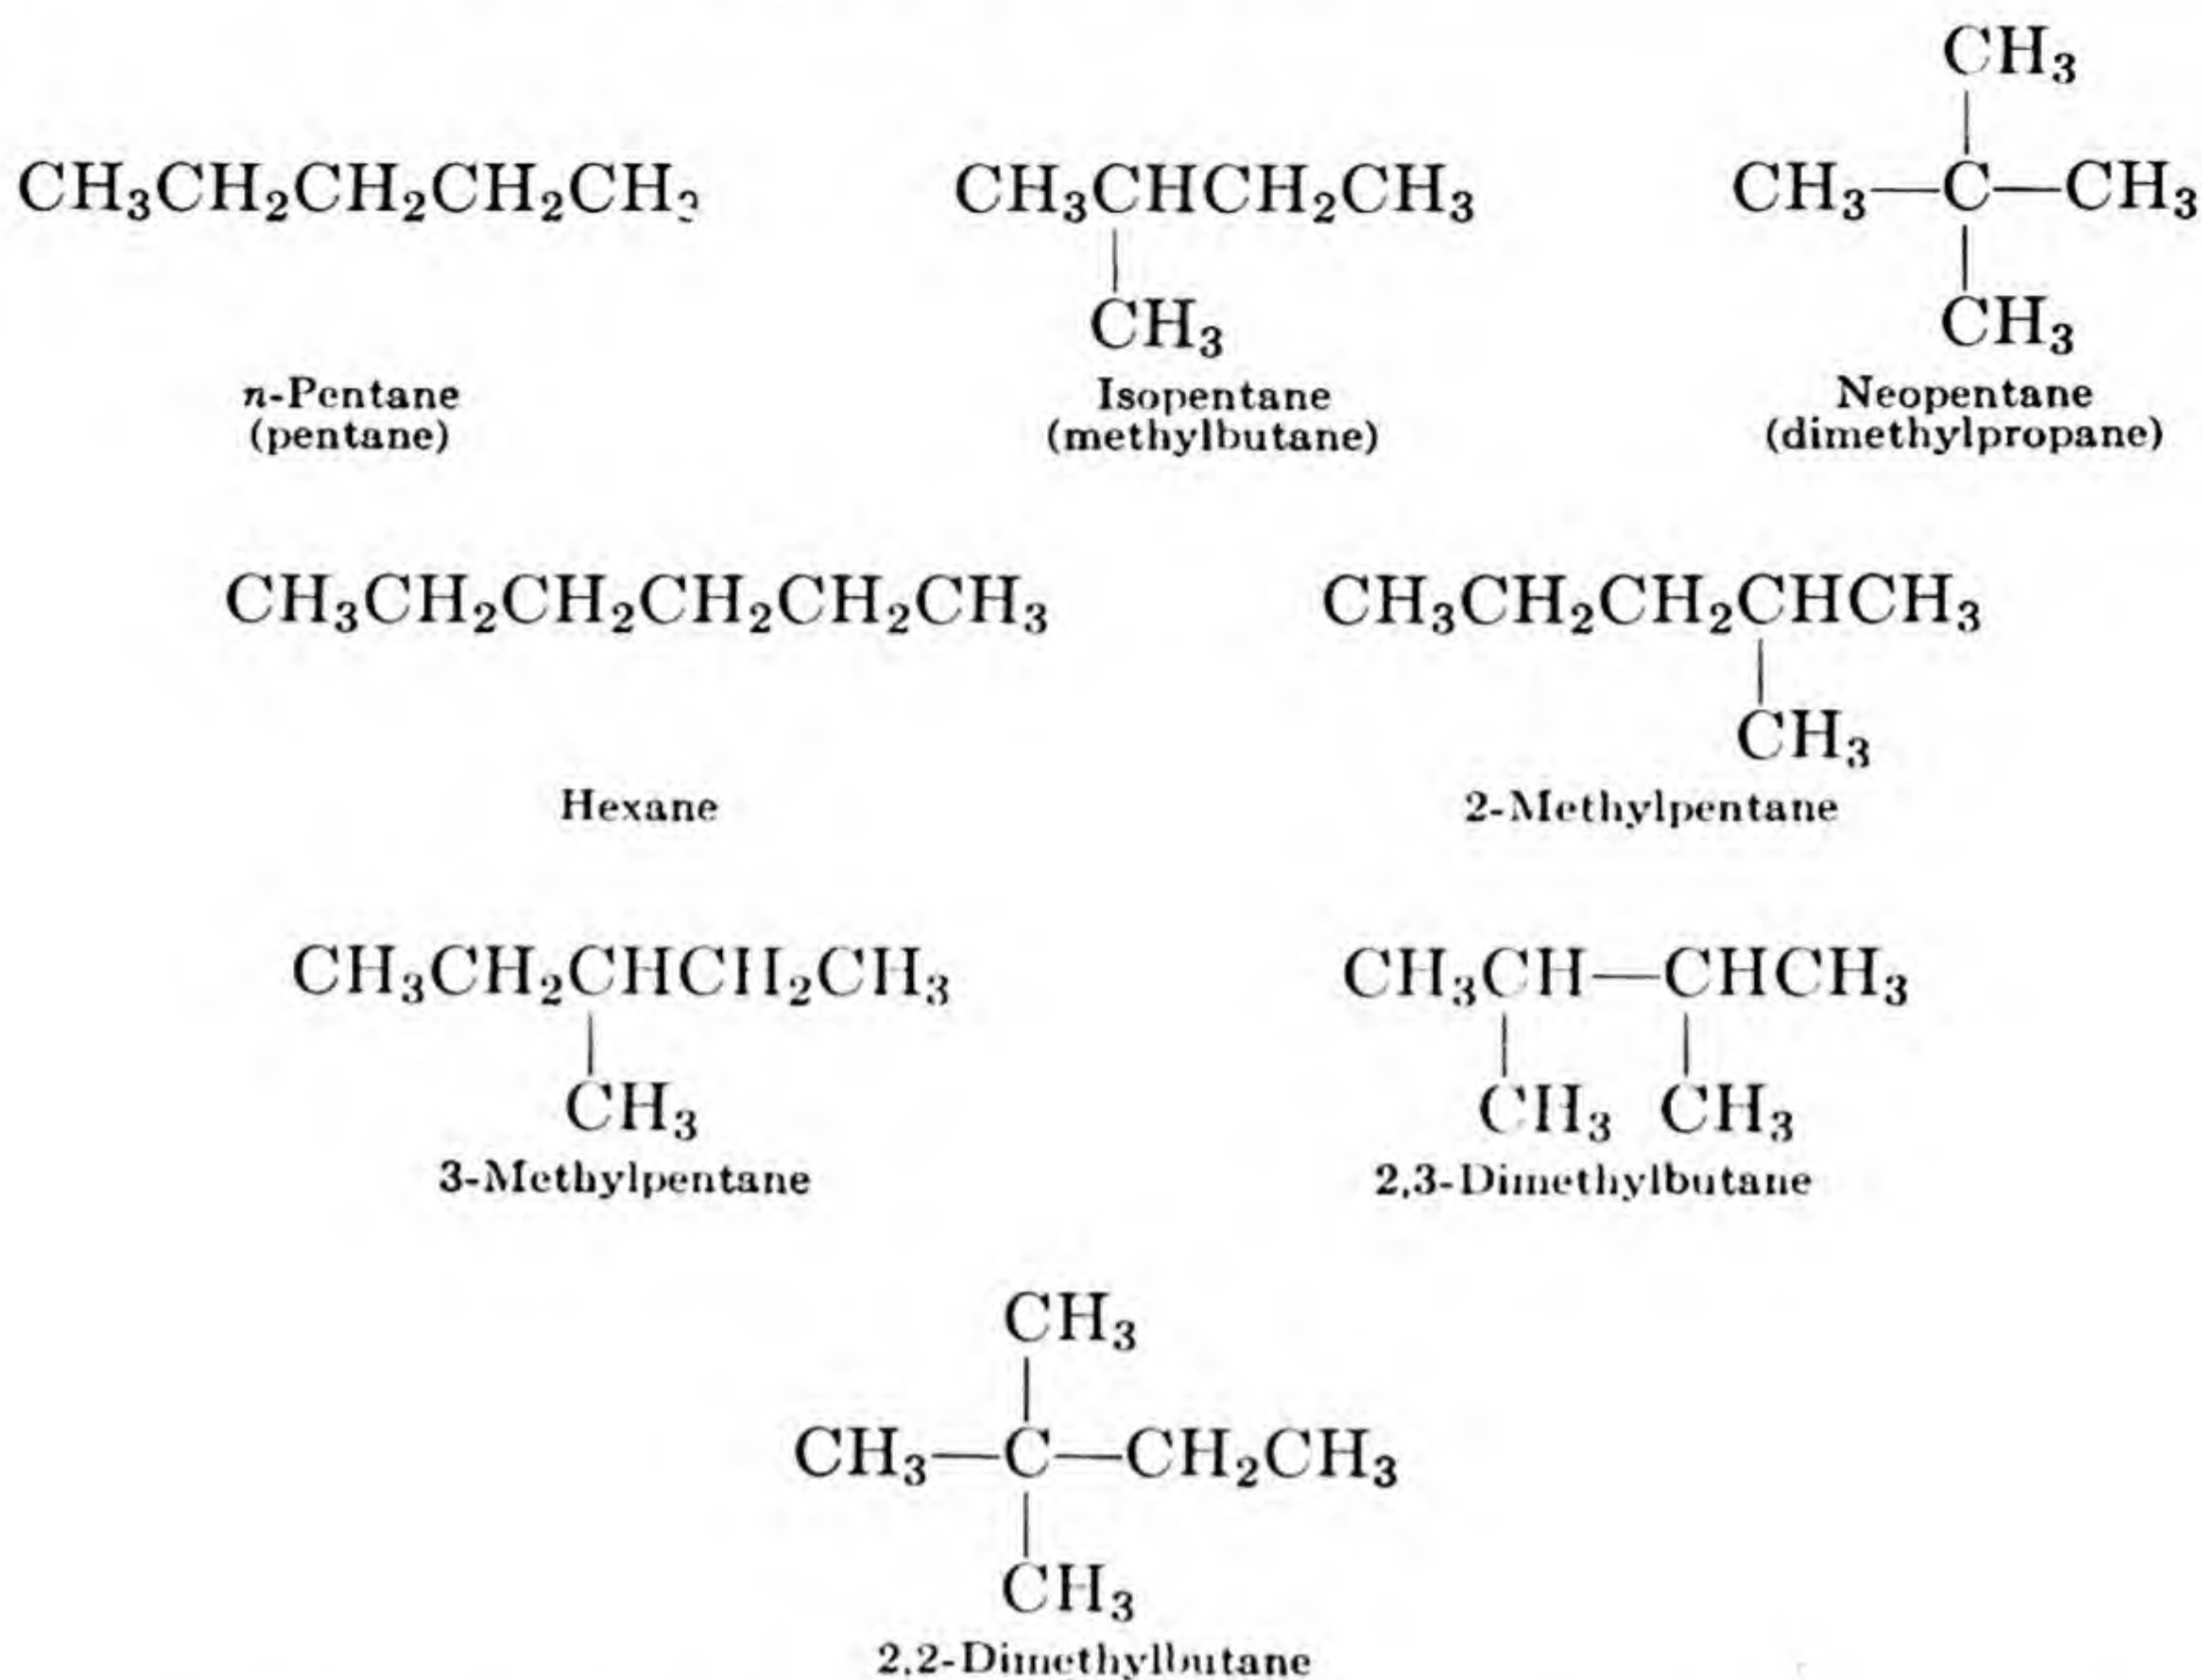 CH₃
CH₃CH₂CH₂CH₂CH₃ CH₃CHCH₂CH₃ CH₃—C—CH₃
CH₃ CH₃
n-Pentane Isopentane Neopentane
(pentane) (methylbutane) (dimethylpropane)
CH₃CH₂CH₂CH₂CH₂CH₃ CH₃CH₂CH₂CHCH₃
CH₃
Hexane 2-Methylpentane
CH₃CH₂CHCH₂CH₃ CH₃CH—CHCH₃
CH₃ CH₃ CH₃
3-Methylpentane 2,3-Dimethylbutane
CH₃
CH₃—C—CH₂CH₃
CH₃
2,2-Dimethylbutane